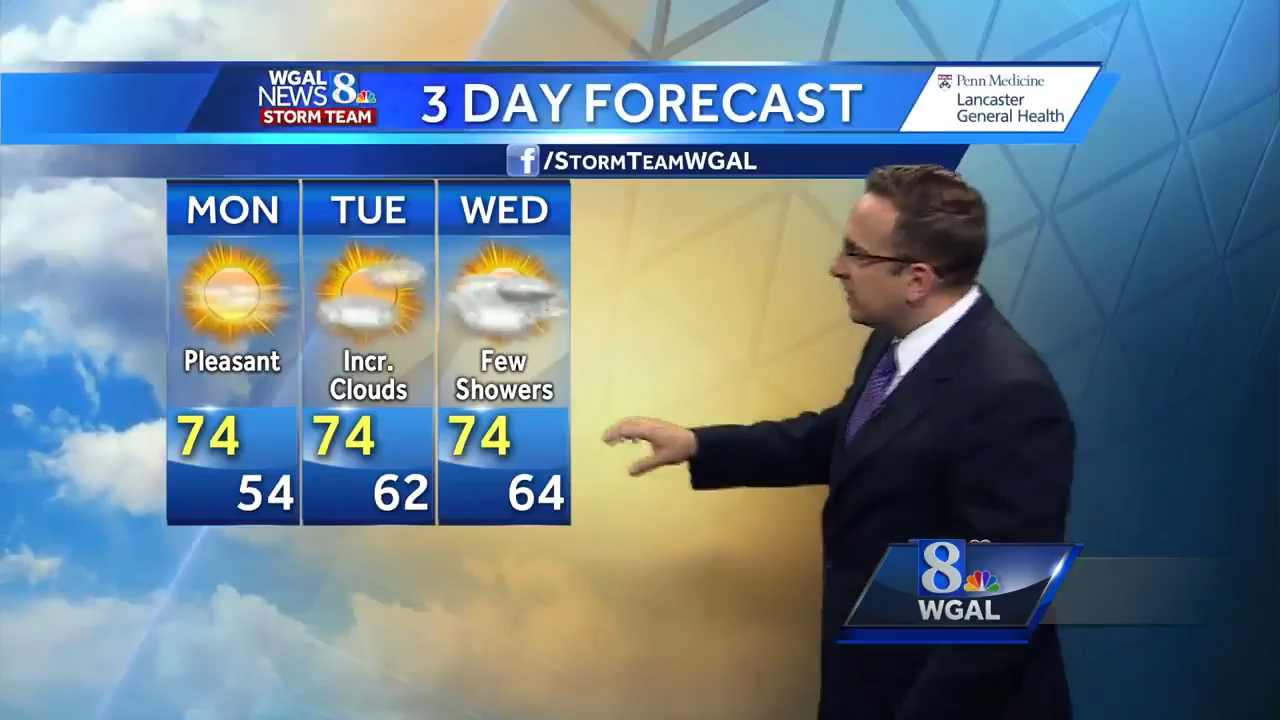 WGAL
NEWS 8
STORM TEAM
3 DAY FORECAST
Penn Medicine
Lancaster
General Health
f /STORMTEAMWGAL
MON TUE WED
Pleasant
Incr.
Clouds
Few
Showers
74 74 74
54 62 64
8
WGAL